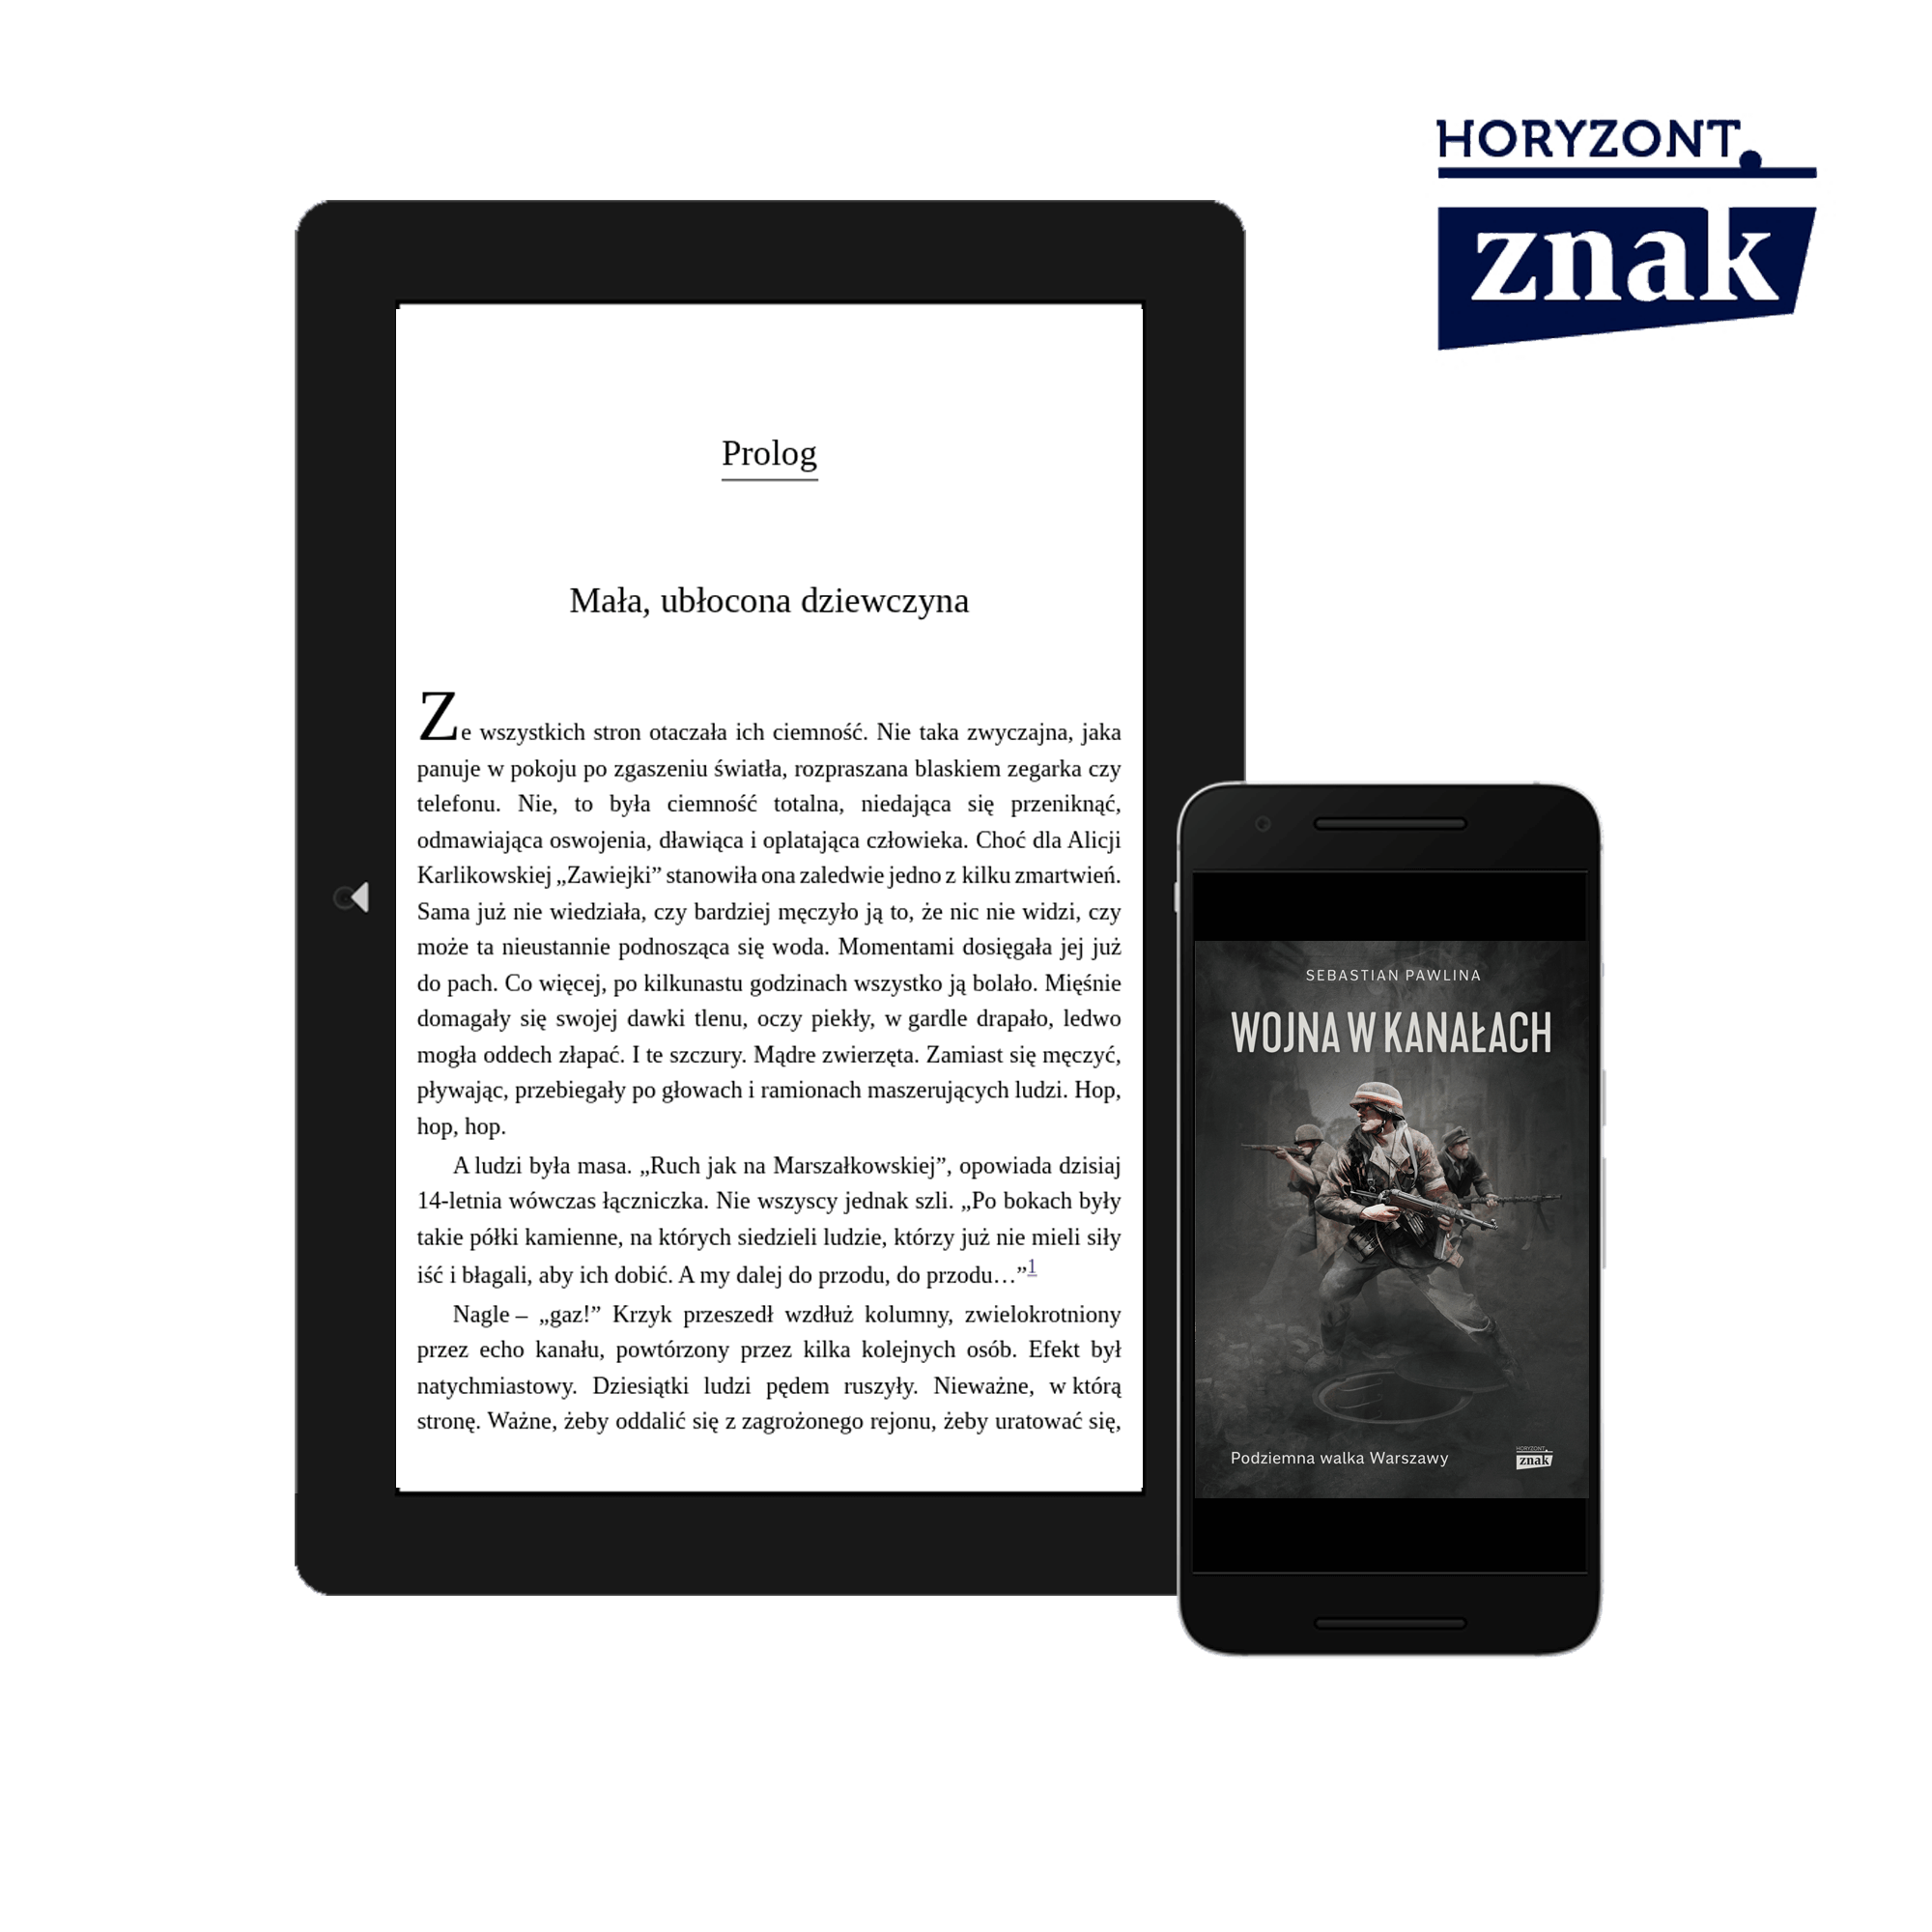 HORYZONT.
znak
Prolog
Mała, ubłocona dziewczyna
Ze wszystkich stron otaczała ich ciemność. Nie taka zwyczajna, jaka
panuje w pokoju po zgaszeniu światła, rozpraszana blaskiem zegarka czy
telefonu. Nie, to była ciemność totalna, niedająca się przeniknąć,
odmawiająca oswojenia, dławiąca i oplatająca człowieka. Choć dla Alicji
Karlikowskiej „Zawiejki” stanowiła ona zaledwie jedno z kilku zmartwień.
Sama już nie wiedziała, czy bardziej męczyło ją to, że nic nie widzi, czy
może ta nieustannie podnosząca się woda. Momentami dosięgała jej już
do pach. Co więcej, po kilkunastu godzinach wszystko ją bolało. Mięśnie
domagały się swojej dawki tlenu, oczy piekły, w gardle drapało, ledwo
mogła oddech złapać. I te szczury. Mądre zwierzęta. Zamiast się męczyć,
pływając, przebiegały po głowach i ramionach maszerujących ludzi. Hop,
hop, hop.
A ludzi była masa. „Ruch jak na Marszałkowskiej”, opowiada dzisiaj
14-letnia wówczas łączniczka. Nie wszyscy jednak szli. „Po bokach były
takie półki kamienne, na których siedzieli ludzie, którzy już nie mieli siły
iść i błagali, aby ich dobić. A my dalej do przodu, do przodu…”1
Nagle – „gaz!” Krzyk przeszedł wzdłuż kolumny, zwielokrotniony
przez echo kanału, powtórzony przez kilka kolejnych osób. Efekt był
natychmiastowy. Dziesiątki ludzi pędem ruszyły. Nieważne, w którą
stronę. Ważne, żeby oddalić się z zagrożonego rejonu, żeby uratować się,
SEBASTIAN PAWLINA
WOJNA W KANAŁACH
Podziemna walka Warszawy
HORYZONT.
znak